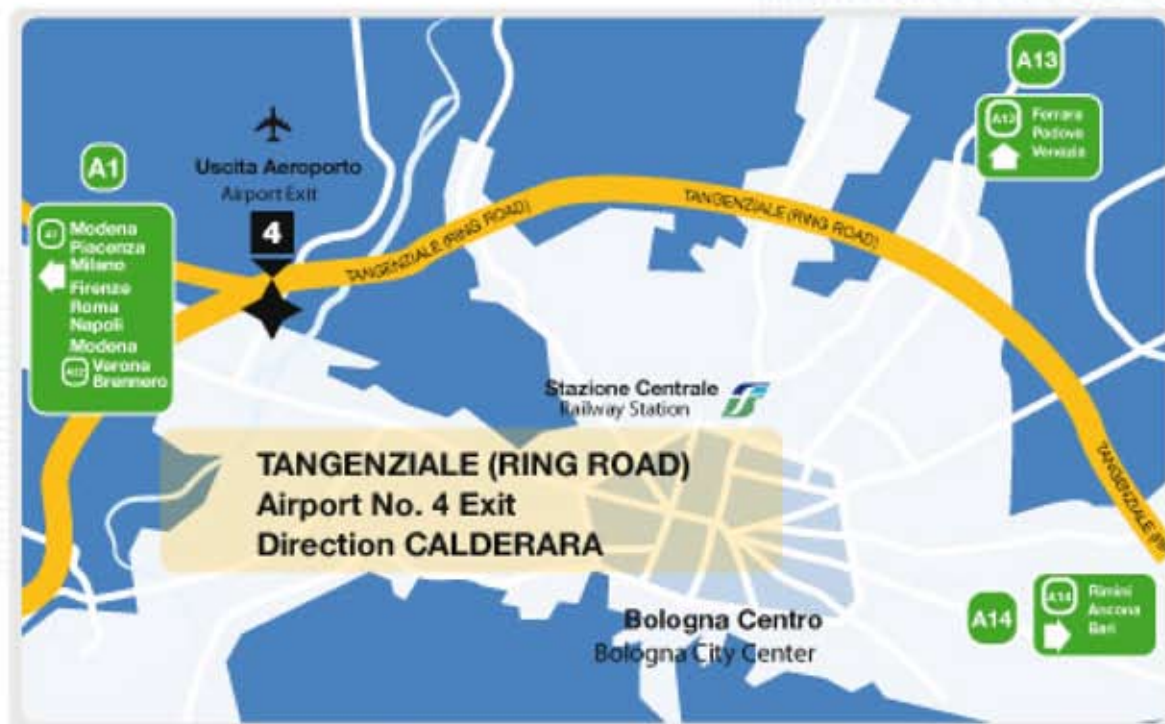 A13
A13 Ferrara
Padova
Venezia
A1
Uscita Aeroporto
Airport Exit
4
A1 Modena
Piacenza
Milano
Firenze
Roma
Napoli
Modena
A22 Verona
Brennero
TANGENZIALE (RING ROAD)
TANGENZIALE (RING ROAD)
TANGENZIALE
Stazione Centrale
Railway Station
TANGENZIALE (RING ROAD)
Airport No. 4 Exit
Direction CALDERARA
Bologna Centro
Bologna City Center
A14
A14 Rimini
Ancona
Bari